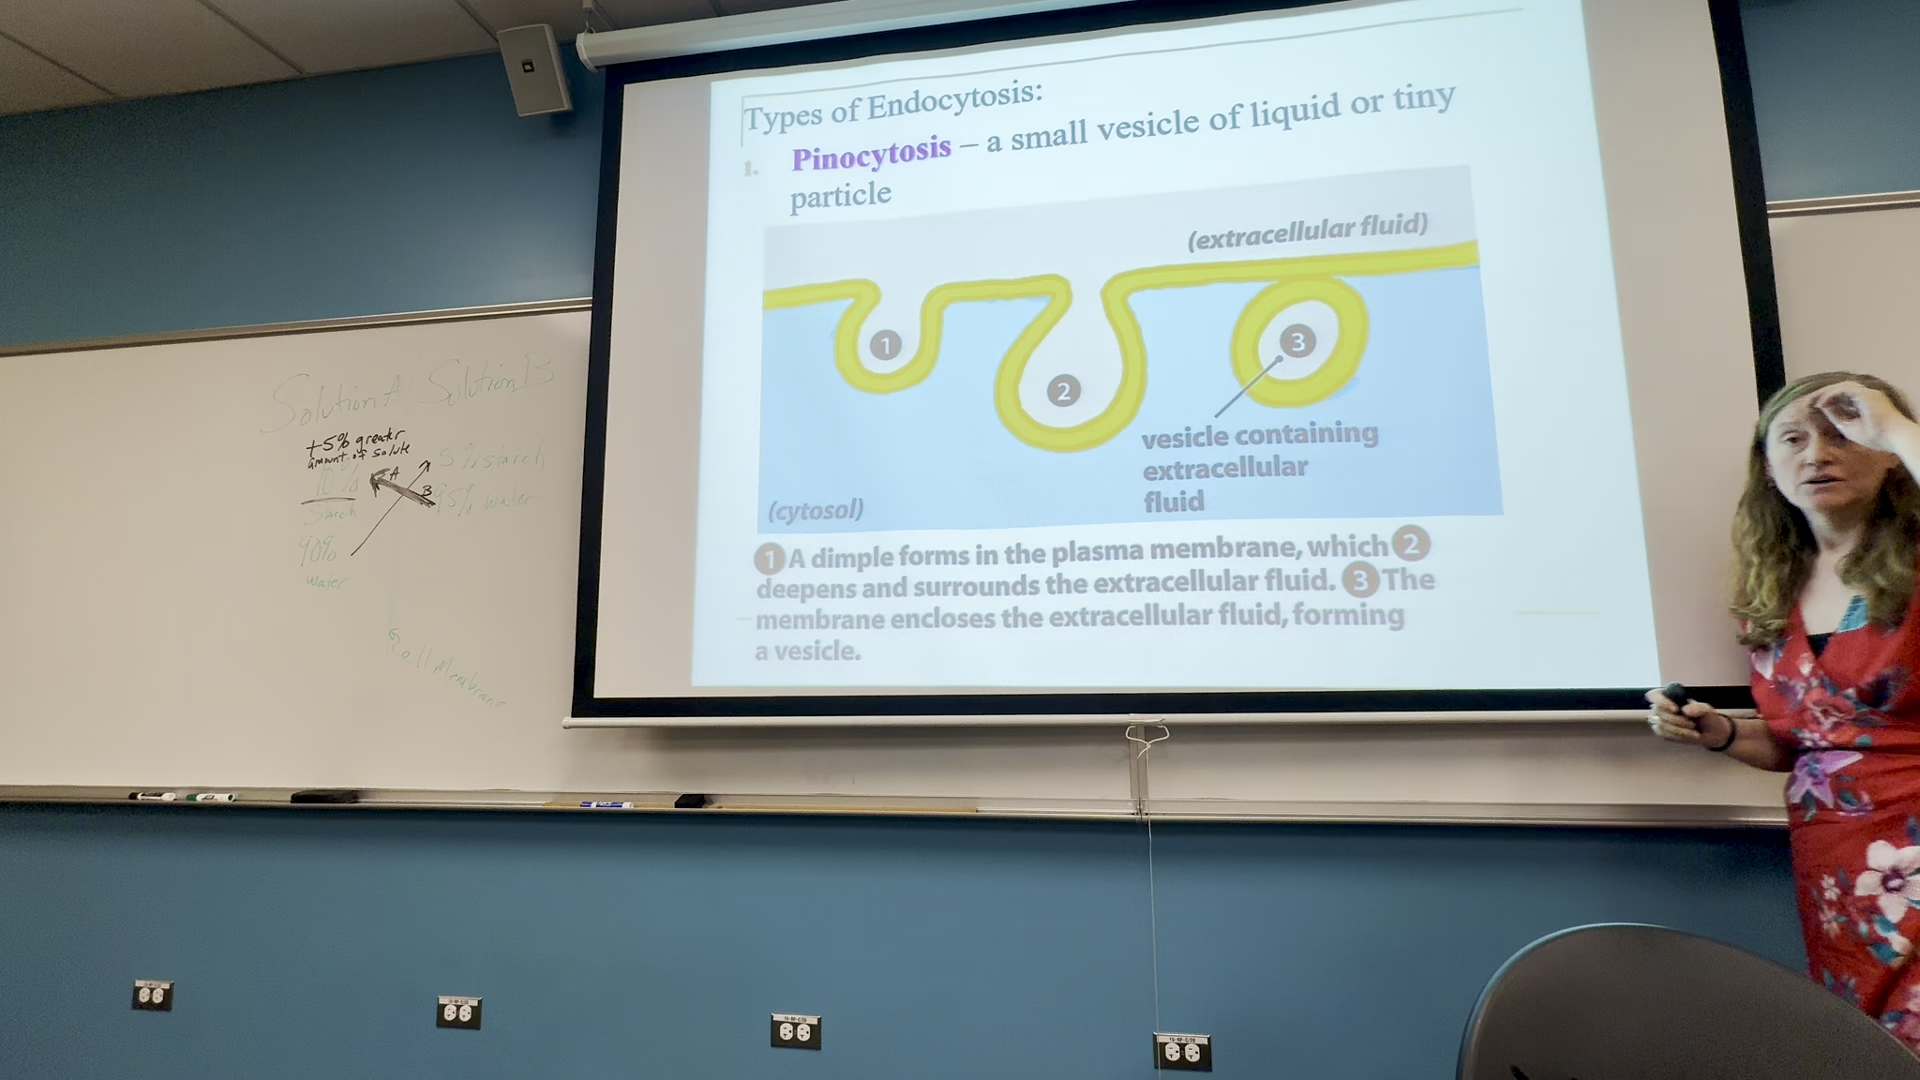 Types of Endocytosis:
1. Pinocytosis – a small vesicle of liquid or tiny
particle
(extracellular fluid)
1
2
3
vesicle containing
extracellular
fluid
(cytosol)
1 A dimple forms in the plasma membrane, which 2
deepens and surrounds the extracellular fluid. 3 The
membrane encloses the extracellular fluid, forming
a vesicle.
Solution A Solution B
+5% greater
amount of solute
10%
A
B
5% starch
95% water
Starch
90%
water
Cell Membrane